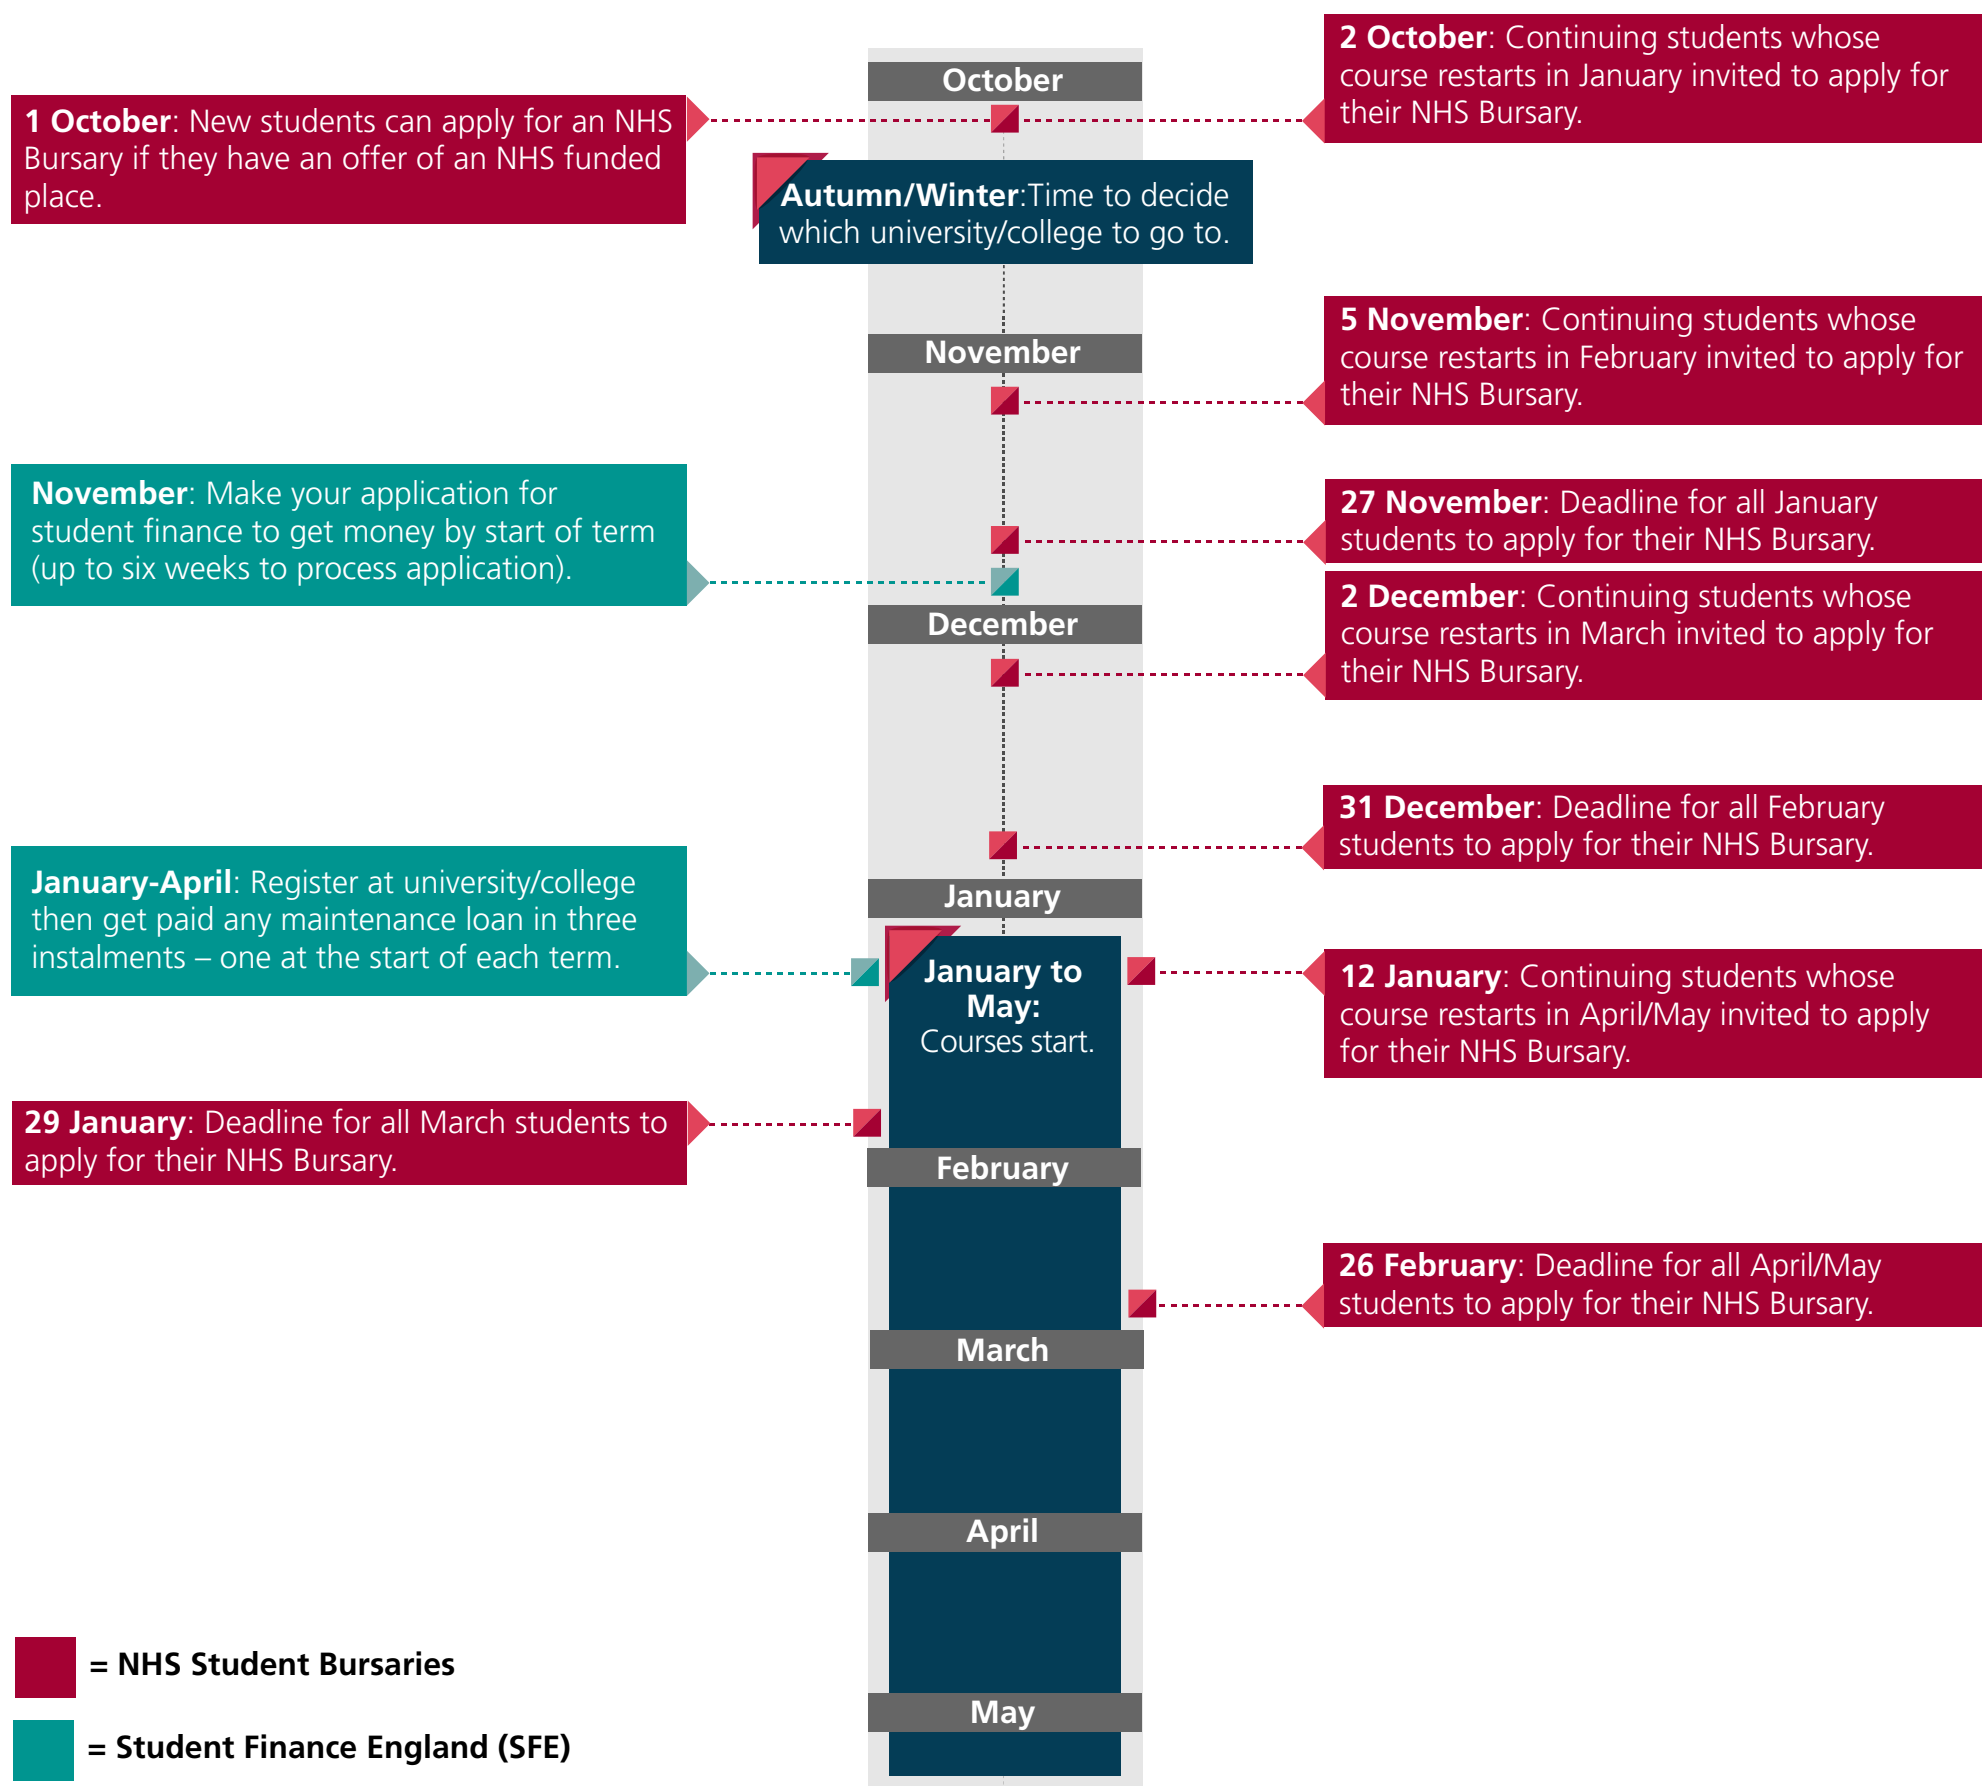 October
1 October: New students can apply for an NHS
Bursary if they have an offer of an NHS funded
place.
2 October: Continuing students whose
course restarts in January invited to apply for
their NHS Bursary.
Autumn/Winter:Time to decide
which university/college to go to.
November
5 November: Continuing students whose
course restarts in February invited to apply for
their NHS Bursary.
November: Make your application for
student finance to get money by start of term
(up to six weeks to process application).
27 November: Deadline for all January
students to apply for their NHS Bursary.
December
2 December: Continuing students whose
course restarts in March invited to apply for
their NHS Bursary.
31 December: Deadline for all February
students to apply for their NHS Bursary.
January
January-April: Register at university/college
then get paid any maintenance loan in three
instalments – one at the start of each term.
January to
May:
Courses start.
12 January: Continuing students whose
course restarts in April/May invited to apply
for their NHS Bursary.
29 January: Deadline for all March students to
apply for their NHS Bursary.
February
26 February: Deadline for all April/May
students to apply for their NHS Bursary.
March
April
May
= NHS Student Bursaries
= Student Finance England (SFE)